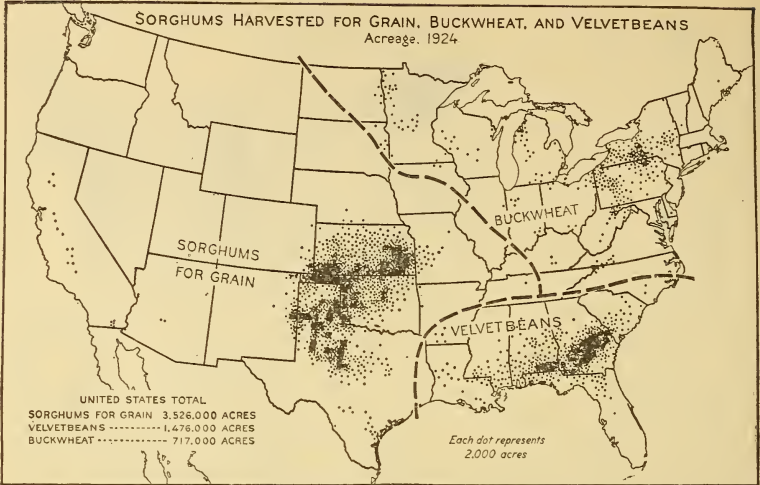 SORGHUMS HARVESTED FOR GRAIN, BUCKWHEAT, AND VELVETBEANS
Acreage, 1924
BUCKWHEAT
SORGHUMS
FOR GRAIN
VELVETBEANS
UNITED STATES TOTAL
SORGHUMS FOR GRAIN 3,526,000 ACRES
VELVETBEANS --------- 1,476,000 ACRES
BUCKWHEAT ----------- 717,000 ACRES
Each dot represents
2,000 acres